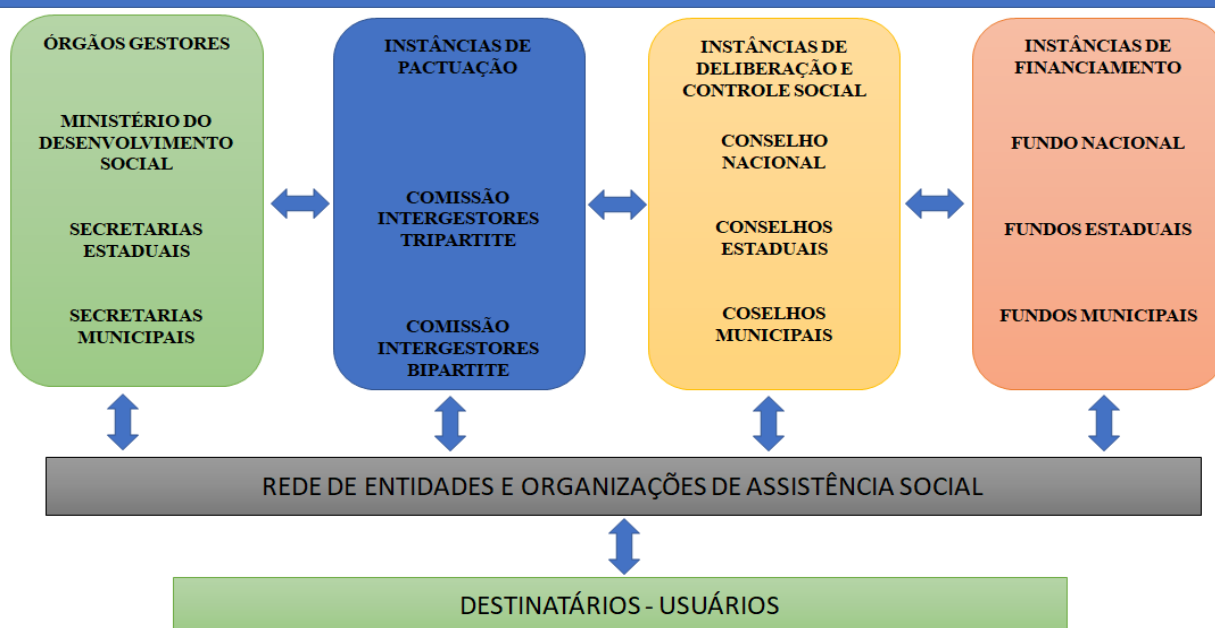 ÓRGÃOS GESTORES
MINISTÉRIO DO
DESENVOLVIMENTO
SOCIAL
SECRETARIAS
ESTADUAIS
SECRETARIAS
MUNICIPAIS
INSTÂNCIAS DE
PACTUAÇÃO
COMISSÃO
INTERGESTORES
TRIPARTITE
COMISSÃO
INTERGESTORES
BIPARTITE
INSTÂNCIAS DE
DELIBERAÇÃO E
CONTROLE SOCIAL
CONSELHO
NACIONAL
CONSELHOS
ESTADUAIS
COSELHOS
MUNICIPAIS
INSTÂNCIAS DE
FINANCIAMENTO
FUNDO NACIONAL
FUNDOS ESTADUAIS
FUNDOS MUNICIPAIS
REDE DE ENTIDADES E ORGANIZAÇÕES DE ASSISTÊNCIA SOCIAL
DESTINATÁRIOS - USUÁRIOS